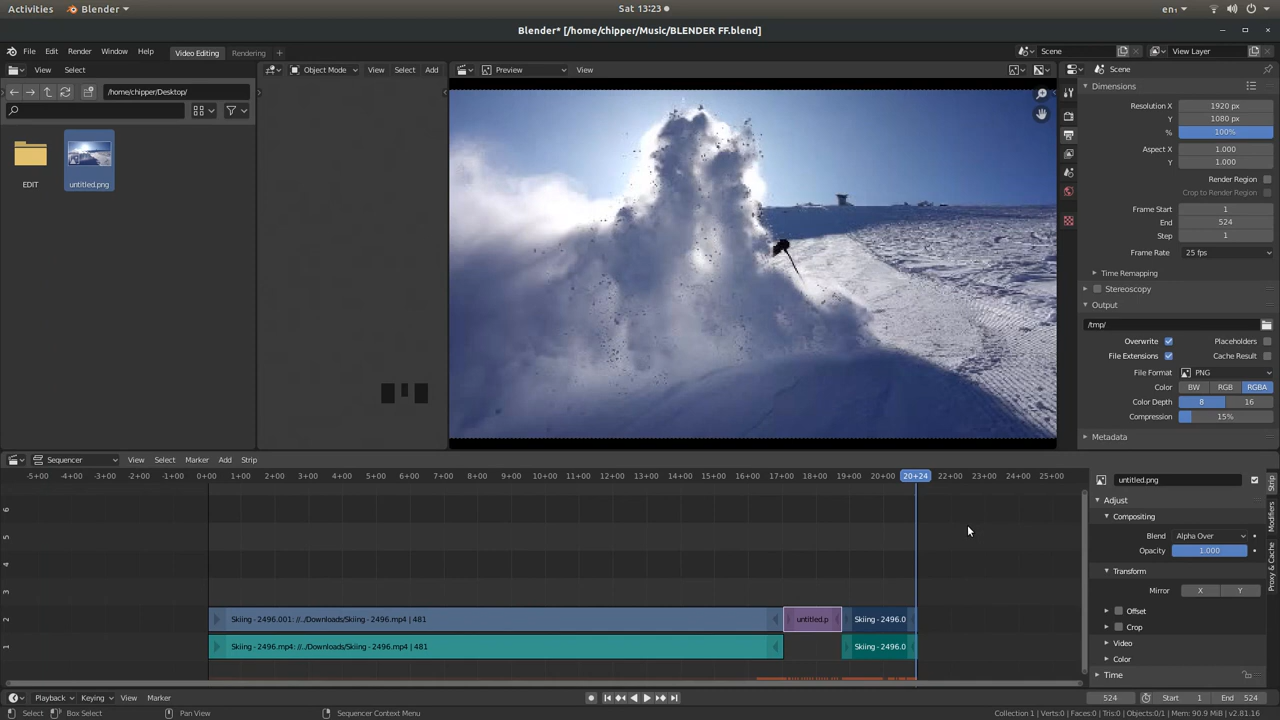 Activities Blender Sat 13:23 en₁
Blender* [/home/chipper/Music/BLENDER FF.blend]
File Edit Render Window Help Video Editing Rendering + Scene View Layer
View Select Object Mode View Select Add Preview View Scene
/home/chipper/Desktop/
EDIT untitled.png
Dimensions
Resolution X 1920 px
Y 1080 px
% 100%
Aspect X 1.000
Y 1.000
Render Region
Crop to Render Region
Frame Start 1
End 524
Step 1
Frame Rate 25 fps
Time Remapping
Stereoscopy
Output
/tmp/
Overwrite Placeholders
File Extensions Cache Result
File Format PNG
Color BW RGB RGBA
Color Depth 8 16
Compression 15%
Metadata
Sequencer View Select Marker Add Strip
-5+00 -4+00 -3+00 -2+00 -1+00 0+00 1+00 2+00 3+00 4+00 5+00 6+00 7+00 8+00 9+00 10+00 11+00 12+00 13+00 14+00 15+00 16+00 17+00 18+00 19+00 20+00 20+24 22+00 23+00 24+00 25+00
6
5
4
3
2 Skiing - 2496.001: //../Downloads/Skiing - 2496.mp4 | 481 untitled.p Skiing - 2496.0
1 Skiing - 2496.mp4: //../Downloads/Skiing - 2496.mp4 | 481 Skiing - 2496.0
untitled.png
Adjust
Compositing
Blend Alpha Over
Opacity 1.000
Transform
Mirror X Y
Offset
Crop
Video
Color
Time
Strip
Modifiers
Proxy & Cache
Playback Keying View Marker 524 Start 1 End 524
Select Box Select Pan View Sequencer Context Menu Collection 1 | Verts:0 | Faces:0 | Tris:0 | Objects:0/1 | Mem: 90.9 MiB | v2.81.16